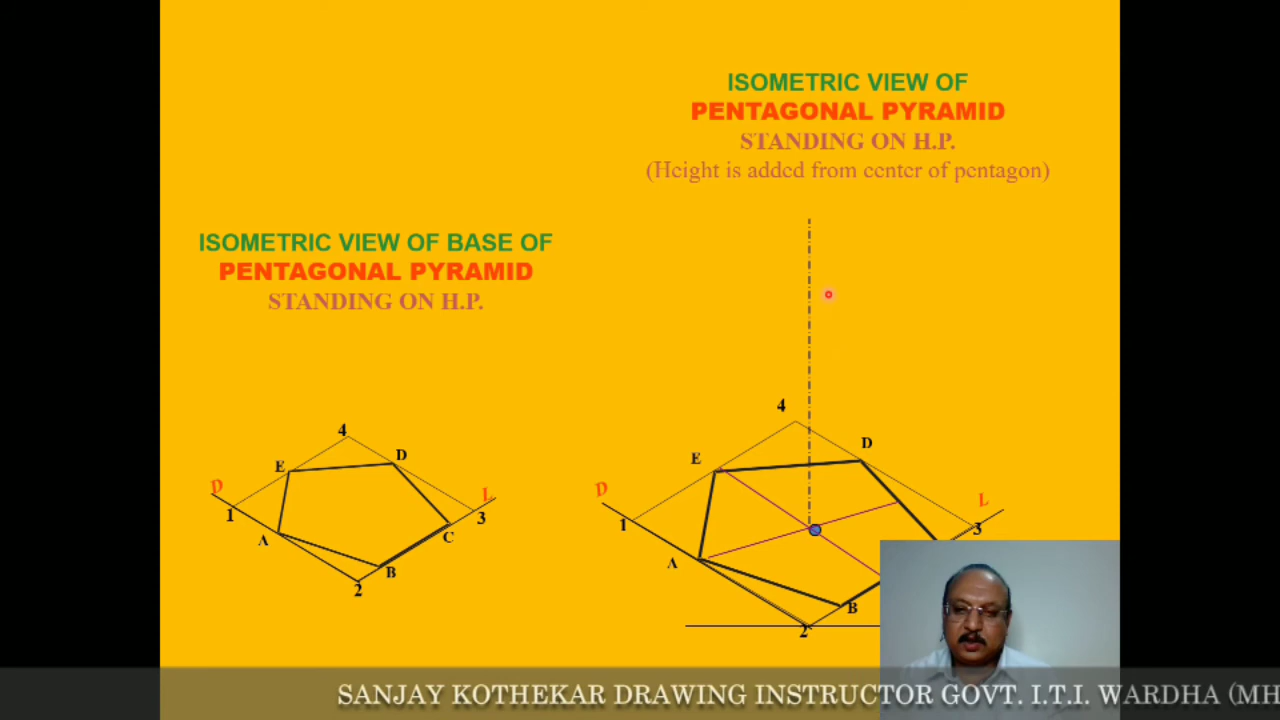 ISOMETRIC VIEW OF
PENTAGONAL PYRAMID
STANDING ON H.P.
(Height is added from center of pentagon)
ISOMETRIC VIEW OF BASE OF
PENTAGONAL PYRAMID
STANDING ON H.P.
4
E
D
D
L
1
3
A
C
B
2
4
D
E
D
L
1
3
A
B
2
SANJAY KOTHEKAR DRAWING INSTRUCTOR GOVT. I.T.I. WARDHA (MH